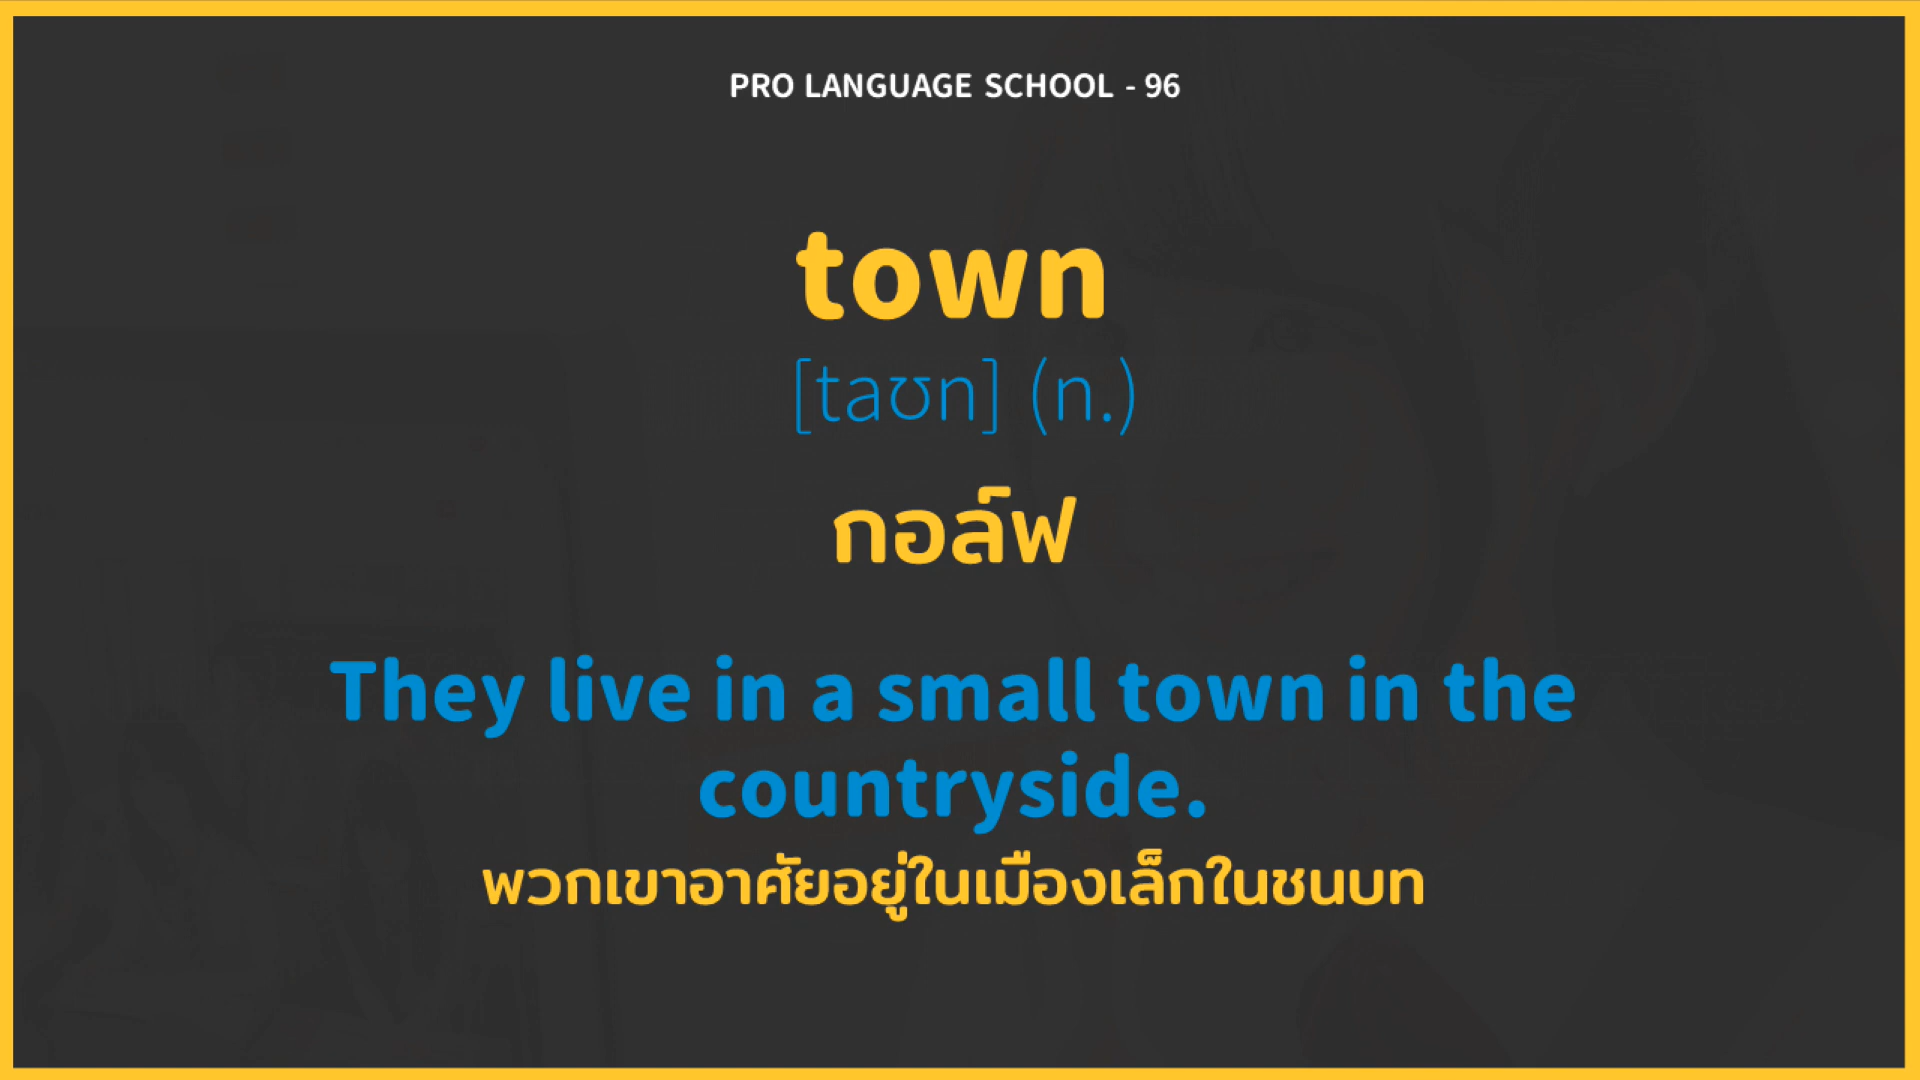 PRO LANGUAGE SCHOOL - 96
town
[taʊn] (n.)
กอล์ฟ
They live in a small town in the
countryside.
พวกเขาอาศัยอยู่ในเมืองเล็กในชนบท